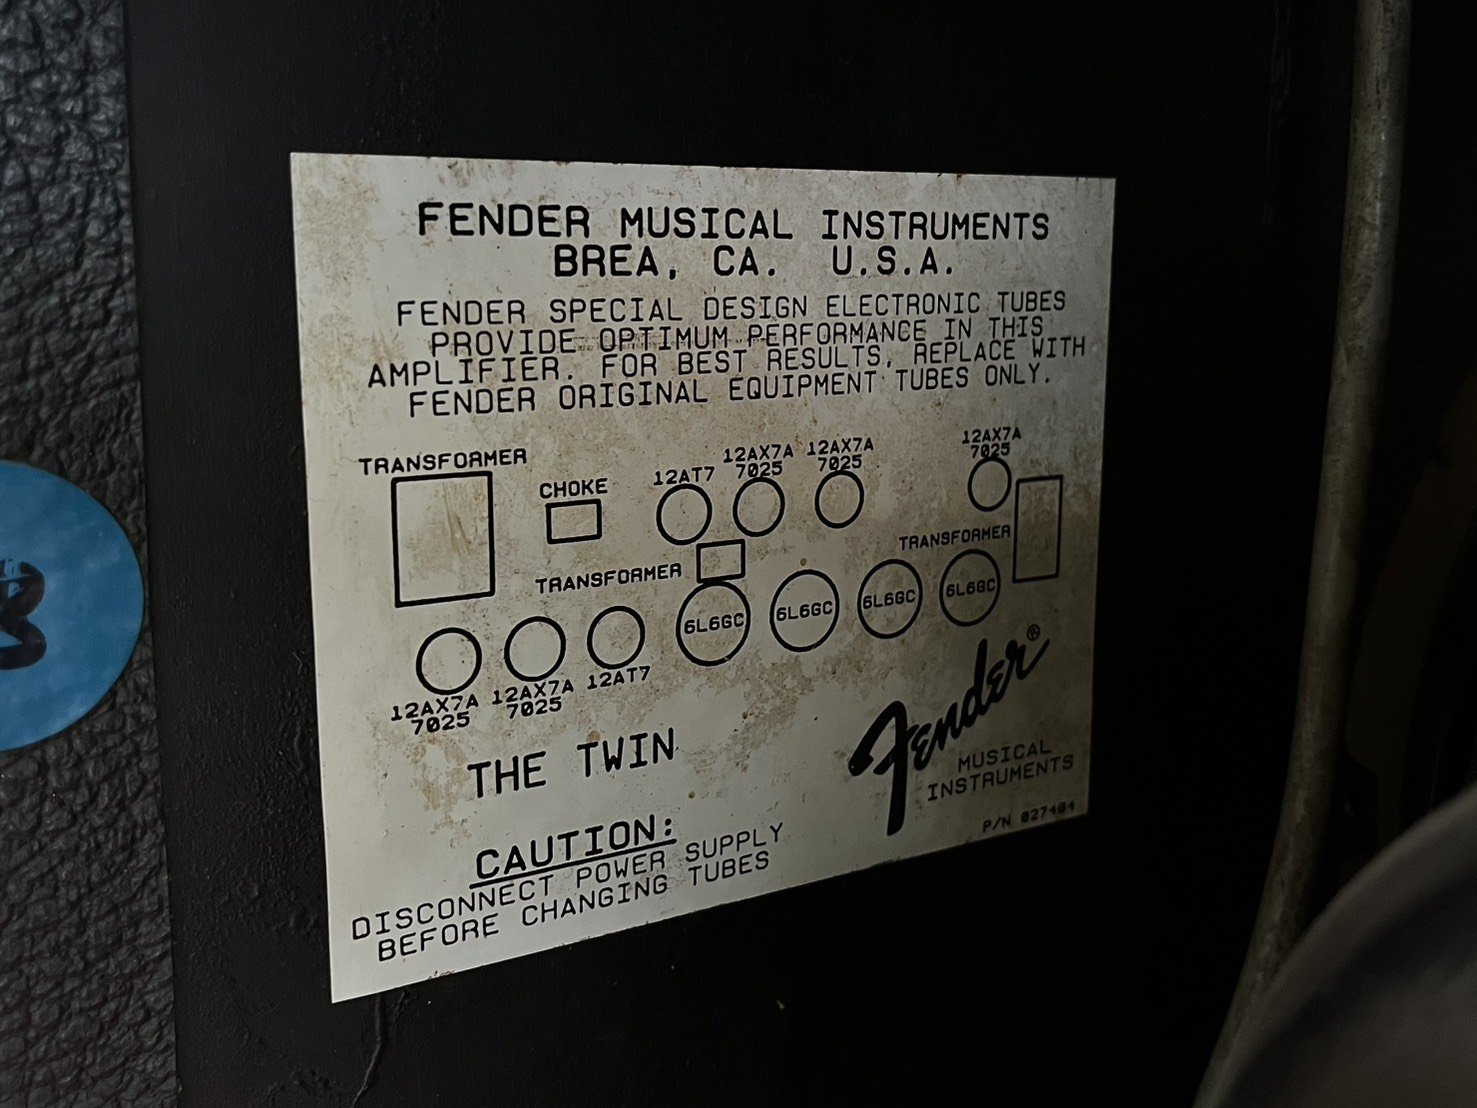 FENDER MUSICAL INSTRUMENTS
BREA, CA. U.S.A.
FENDER SPECIAL DESIGN ELECTRONIC TUBES
PROVIDE OPTIMUM PERFORMANCE IN THIS
AMPLIFIER. FOR BEST RESULTS, REPLACE WITH
FENDER ORIGINAL EQUIPMENT TUBES ONLY.
TRANSFORMER
CHOKE
12AT7
12AX7A
7025
12AX7A
7025
12AX7A
7025
TRANSFORMER
TRANSFORMER
6L6GC
6L6GC
6L6GC
6L6GC
12AX7A
7025
12AX7A
7025
12AT7
THE TWIN
Fender®
MUSICAL
INSTRUMENTS
P/N 027404
CAUTION:
DISCONNECT POWER SUPPLY
BEFORE CHANGING TUBES